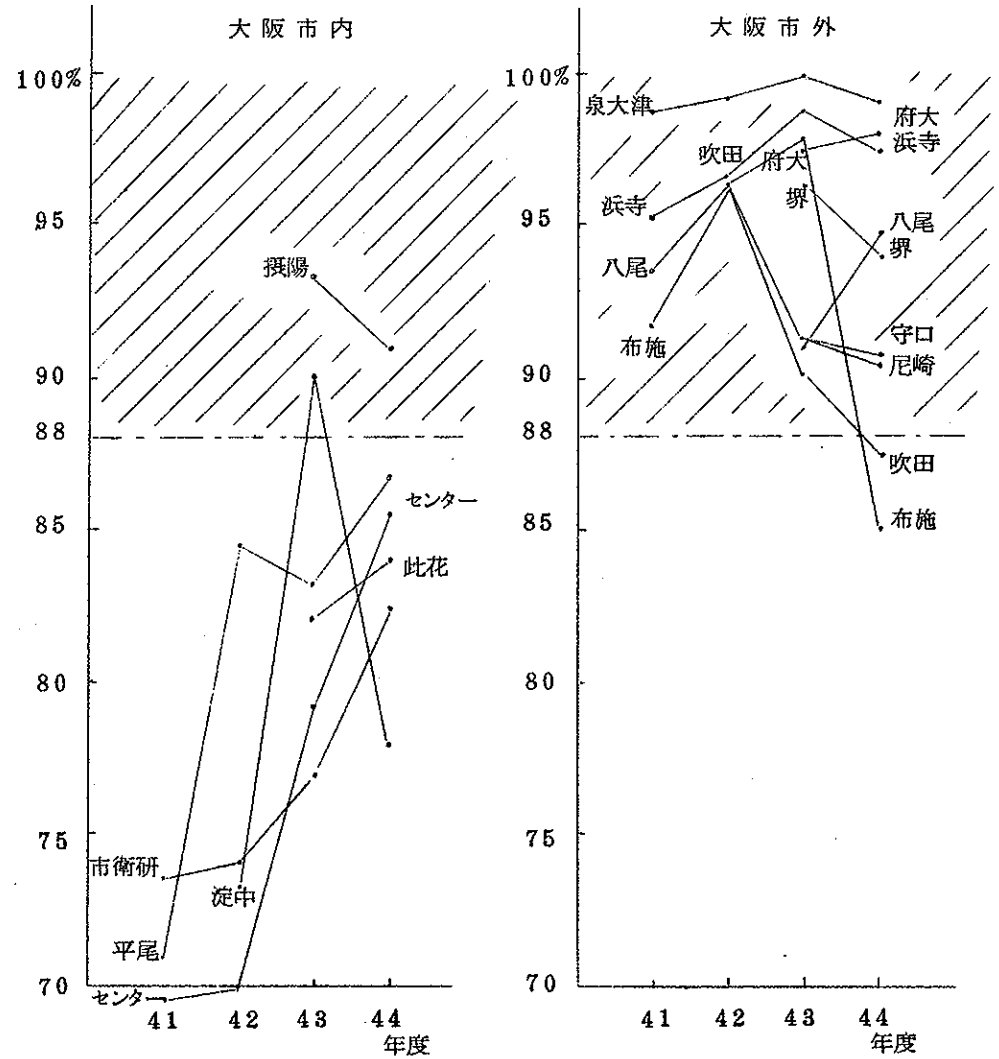 大阪市内
100%
95
90
88
85
80
75
70
摂陽
センター
此花
市衛研
淀中
平尾
センター
41 42 43 44
年度
大阪市外
100%
95
90
88
85
80
75
70
泉大津
吹田
府大
堺
浜寺
八尾
布施
府大
浜寺
八尾
堺
守口
尼崎
吹田
布施
41 42 43 44
年度